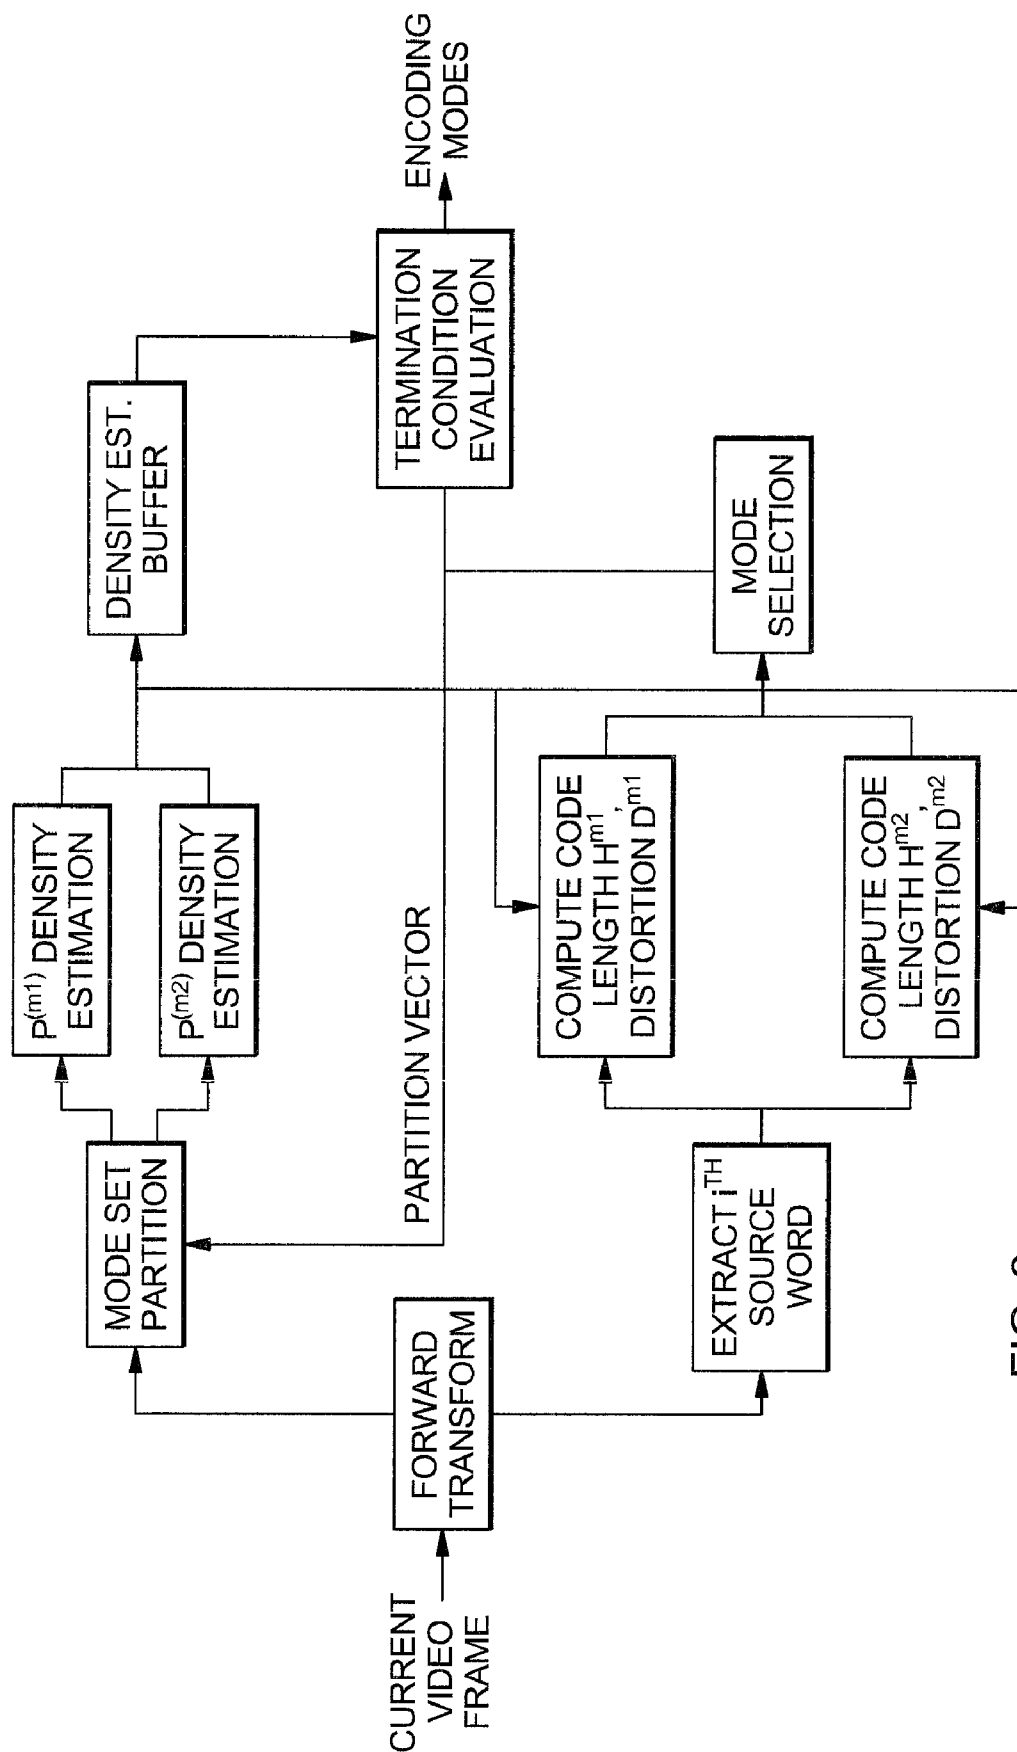 CURRENT
VIDEO
FRAME
FORWARD
TRANSFORM
MODE SET
PARTITION
P(m1) DENSITY
ESTIMATION
P(m2) DENSITY
ESTIMATION
DENSITY EST.
BUFFER
TERMINATION
CONDITION
EVALUATION
ENCODING
MODES
PARTITION VECTOR
EXTRACT iTH
SOURCE
WORD
COMPUTE CODE
LENGTH Hm1,
DISTORTION Dm1
COMPUTE CODE
LENGTH Hm2,
DISTORTION Dm2
MODE
SELECTION